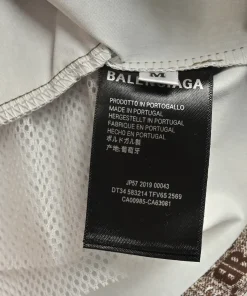 M
BALENCIAGA
PRODOTTO IN PORTOGALLO
MADE IN PORTUGAL
HERGESTELLT IN PORTUGAL
FABRIQUÉ EN PORTUGAL
HECHO EN PORTUGAL
ポルトガル製
产地:葡萄牙
JP57 2019 00043
DT34 583214 TFV65 2569
CA00985-CA63081